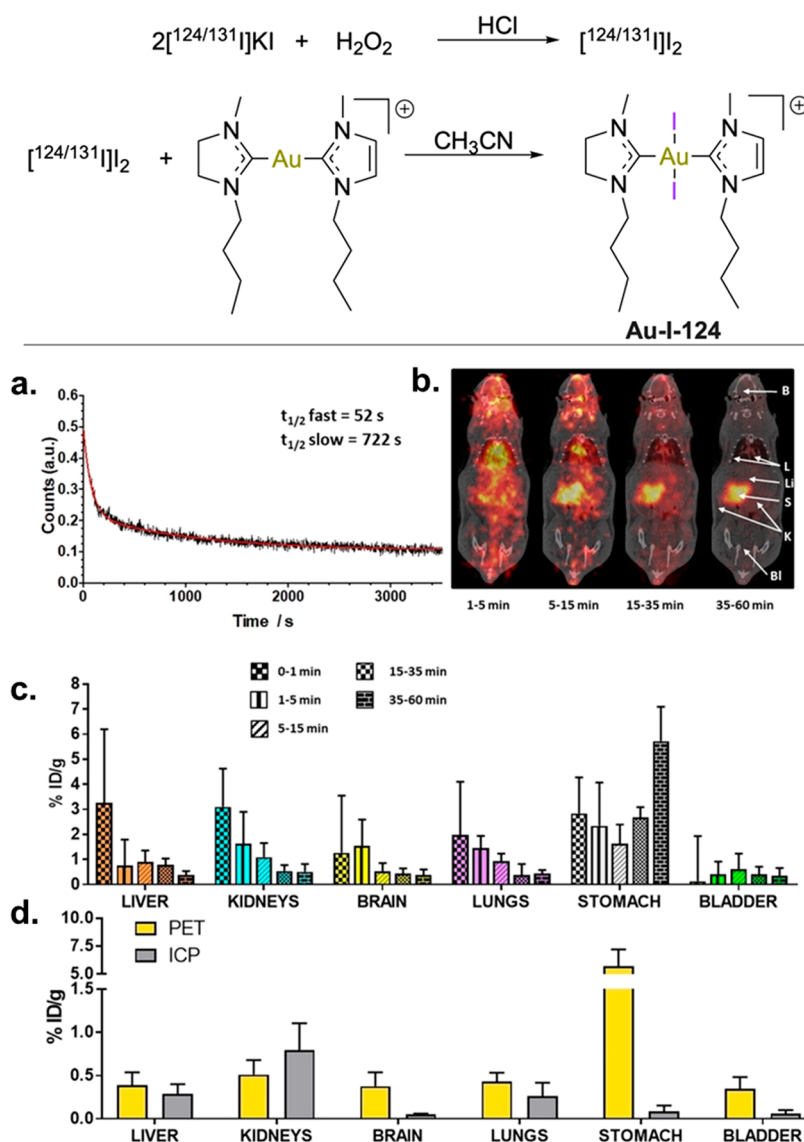 2[124/131I]KI + H2O2 HCl [124/131I]I2
[124/131I]I2 + N N Au N N + CH3CN N N I Au I N N +
Au-I-124
a.
0.6
0.5
0.4
0.3
0.2
0.1
0.0
Counts (a.u.)
t1/2 fast = 52 s
t1/2 slow = 722 s
0 1000 2000 3000
Time / s
b.
B
L
Li
S
K
Bl
1-5 min 5-15 min 15-35 min 35-60 min
c.
0-1 min 15-35 min
1-5 min 35-60 min
5-15 min
% ID/g
8
7
6
5
4
3
2
1
0
LIVER KIDNEYS BRAIN LUNGS STOMACH BLADDER
d.
PET
ICP
% ID/g
10.0
7.5
5.0
1.5
1.0
0.5
0.0
LIVER KIDNEYS BRAIN LUNGS STOMACH BLADDER